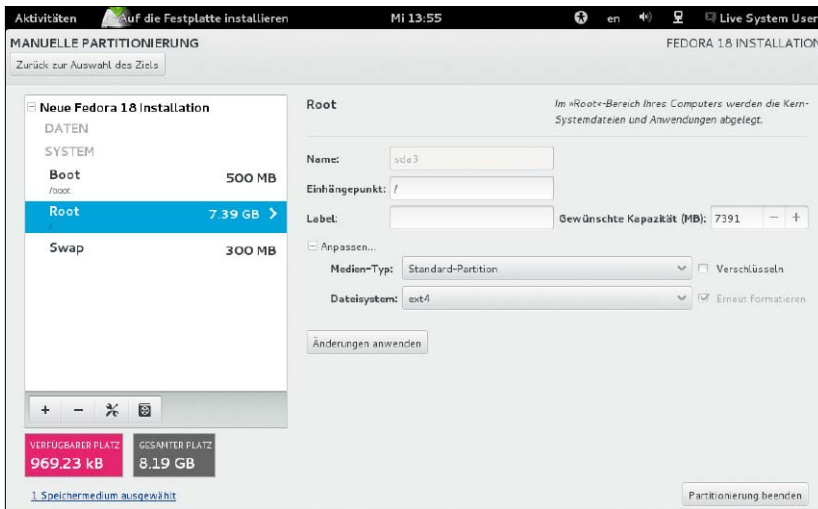 Aktivitäten Auf die Festplatte installieren Mi 13:55 en Live System User
MANUELLE PARTITIONIERUNG FEDORA 18 INSTALLATION
Zurück zur Auswahl des Ziels
Neue Fedora 18 Installation
DATEN
SYSTEM
Boot 500 MB
/boot
Root 7.39 GB
/
Swap 300 MB
Root
Im »Root«-Bereich Ihres Computers werden die Kern-
Systemdateien und Anwendungen abgelegt.
Name: sda3
Einhängepunkt: /
Label: Gewünschte Kapazität (MB): 7391 - +
Anpassen...
Medien-Typ: Standard-Partition Verschlüsseln
Dateisystem: ext4 Erneut formatieren
Änderungen anwenden
+ -
VERFÜGBARER PLATZ
969.23 kB
GESAMTER PLATZ
8.19 GB
1 Speichermedium ausgewählt
Partitionierung beenden